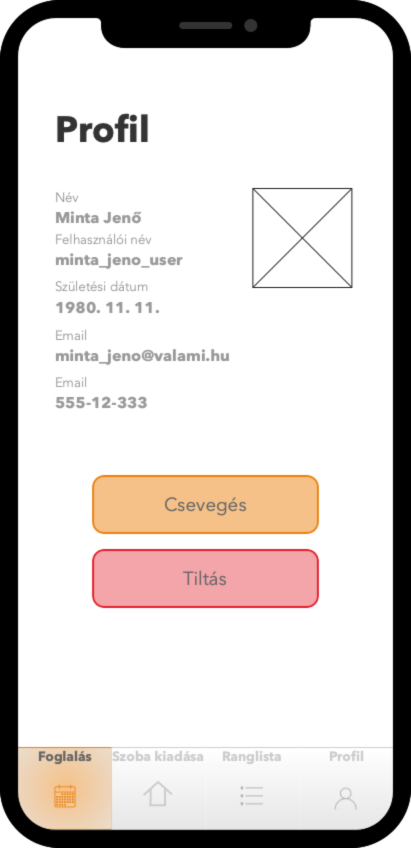 Profil
Név
Minta Jenő
Felhasználói név
minta_jeno_user
Születési dátum
1980. 11. 11.
Email
minta_jeno@valami.hu
Email
555-12-333
Csevegés
Tiltás
Foglalás Szoba kiadása Ranglista Profil